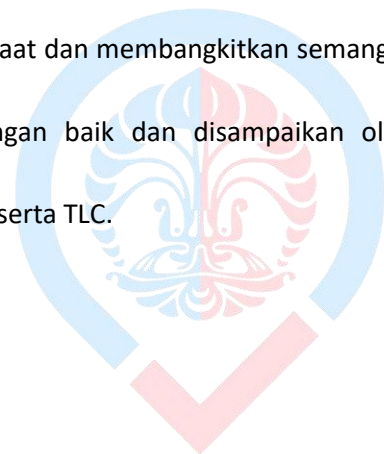 aat dan membangkitkan semang
ngan baik dan disampaikan ol
serta TLC.